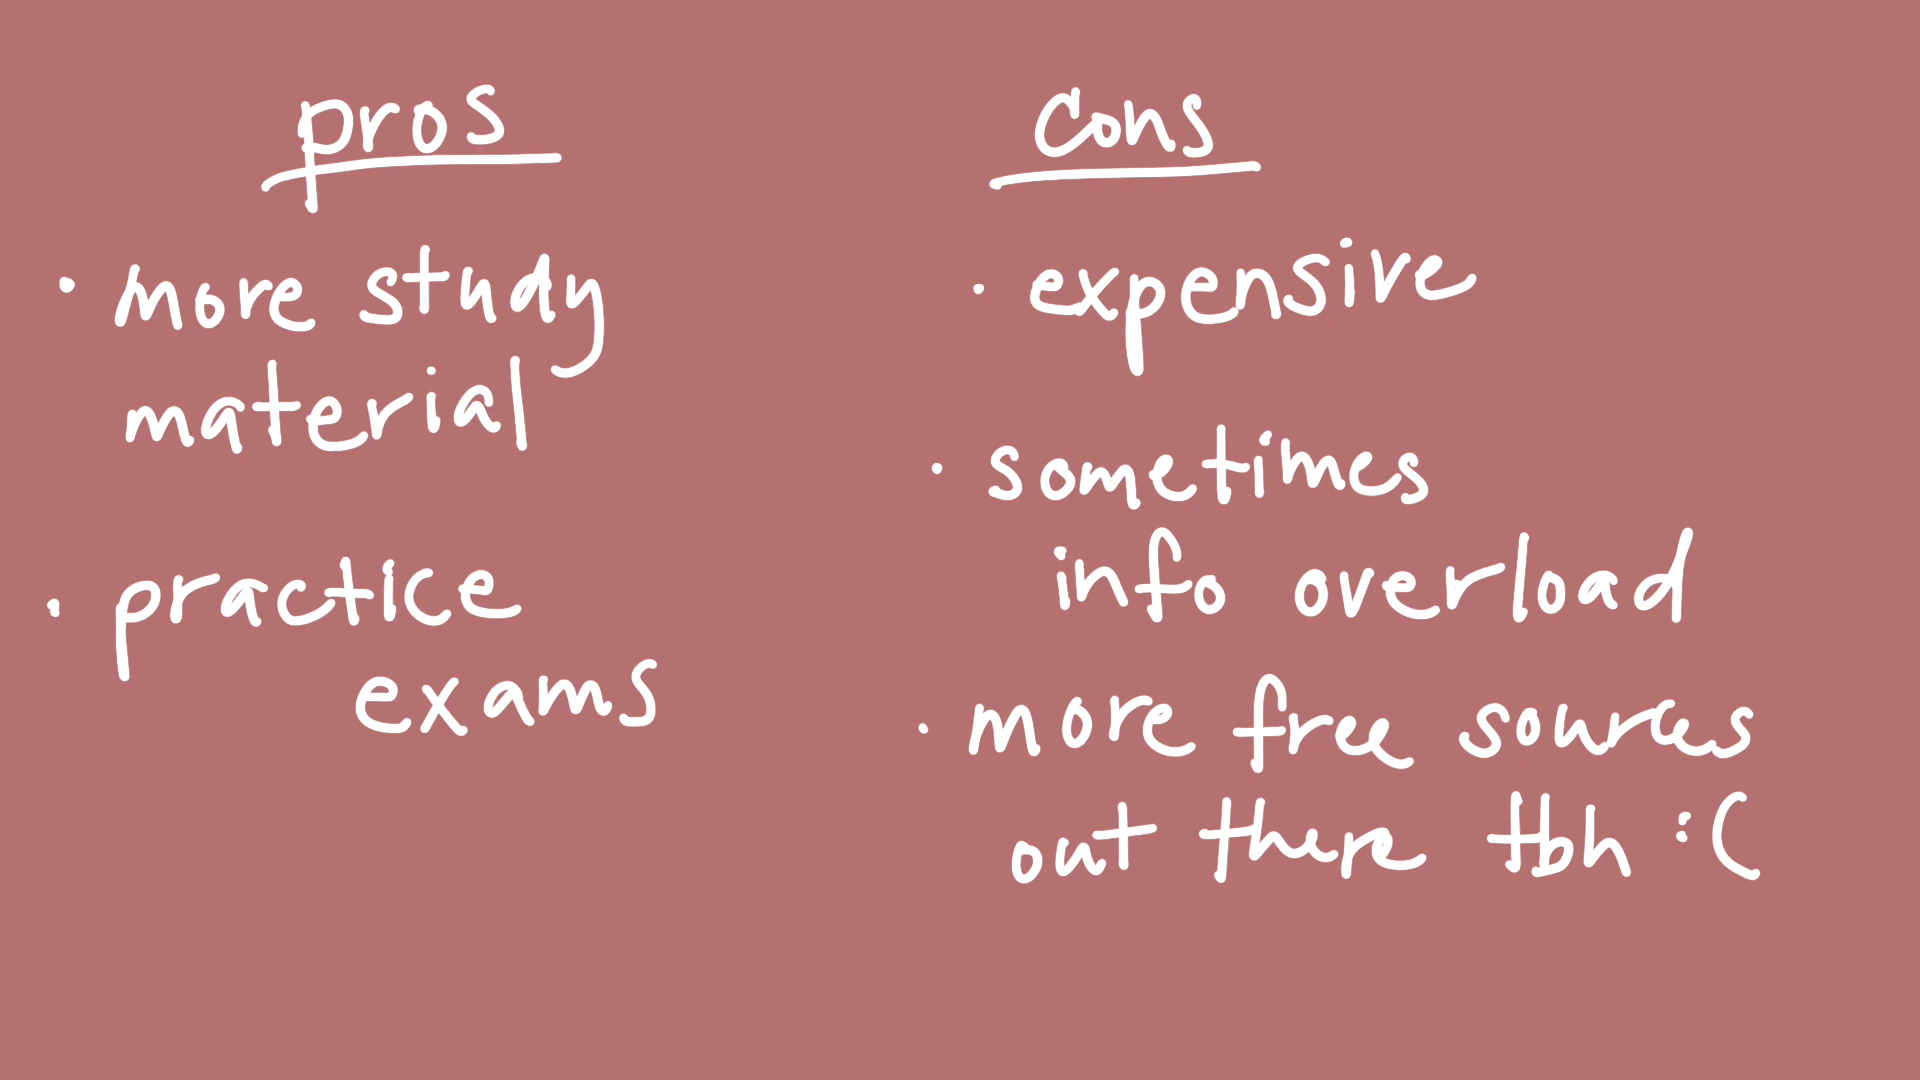 pros
• more study
material
• practice
exams
cons
• expensive
• sometimes
info overload
• more free sources
out there tbh :(